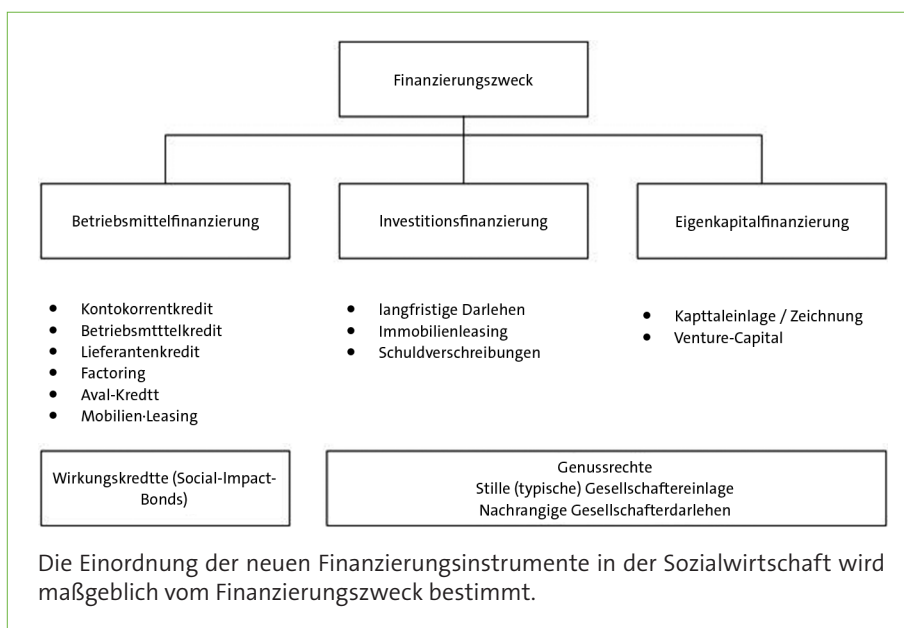 Finanzierungszweck
Betriebsmittelfinanzierung
Investitionsfinanzierung
Eigenkapitalfinanzierung
• Kontokorrentkredit
• Betriebsmtttelkredit
• Lieferantenkredit
• Factoring
• Aval-Kredtt
• Mobilien·Leasing
• langfristige Darlehen
• Immobilienleasing
• Schuldverschreibungen
• Kapttaleinlage / Zeichnung
• Venture-Capital
Wirkungskredtte (Social-Impact-
Bonds)
Genussrechte
Stille (typische) Gesellschaftereinlage
Nachrangige Gesellschafterdarlehen
Die Einordnung der neuen Finanzierungsinstrumente in der Sozialwirtschaft wird
maßgeblich vom Finanzierungszweck bestimmt.